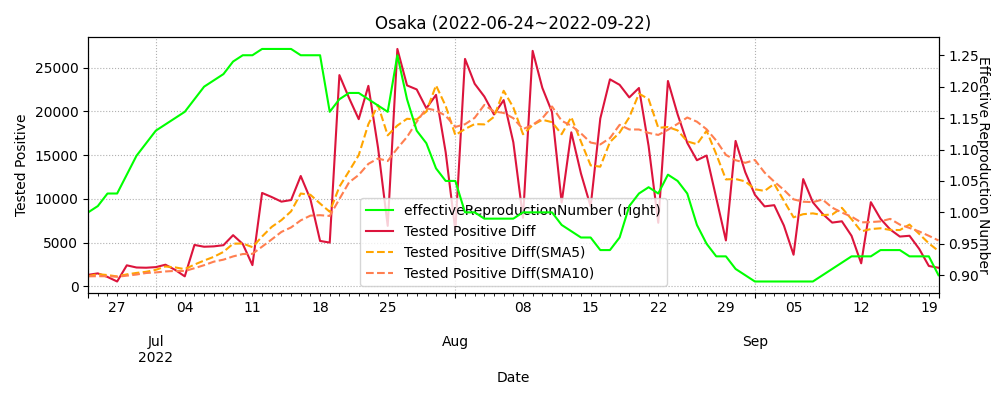 Osaka (2022-06-24~2022-09-22)
Tested Positive
25000
20000
15000
10000
5000
0
1.25
1.20
1.15
1.10
1.05
1.00
0.95
0.90
Effective Reproduction Number
effectiveReproductionNumber (right)
Tested Positive Diff
Tested Positive Diff(SMA5)
Tested Positive Diff(SMA10)
27 04 11 18 25 08 15 22 29 05 12 19
Jul Aug Sep
2022
Date